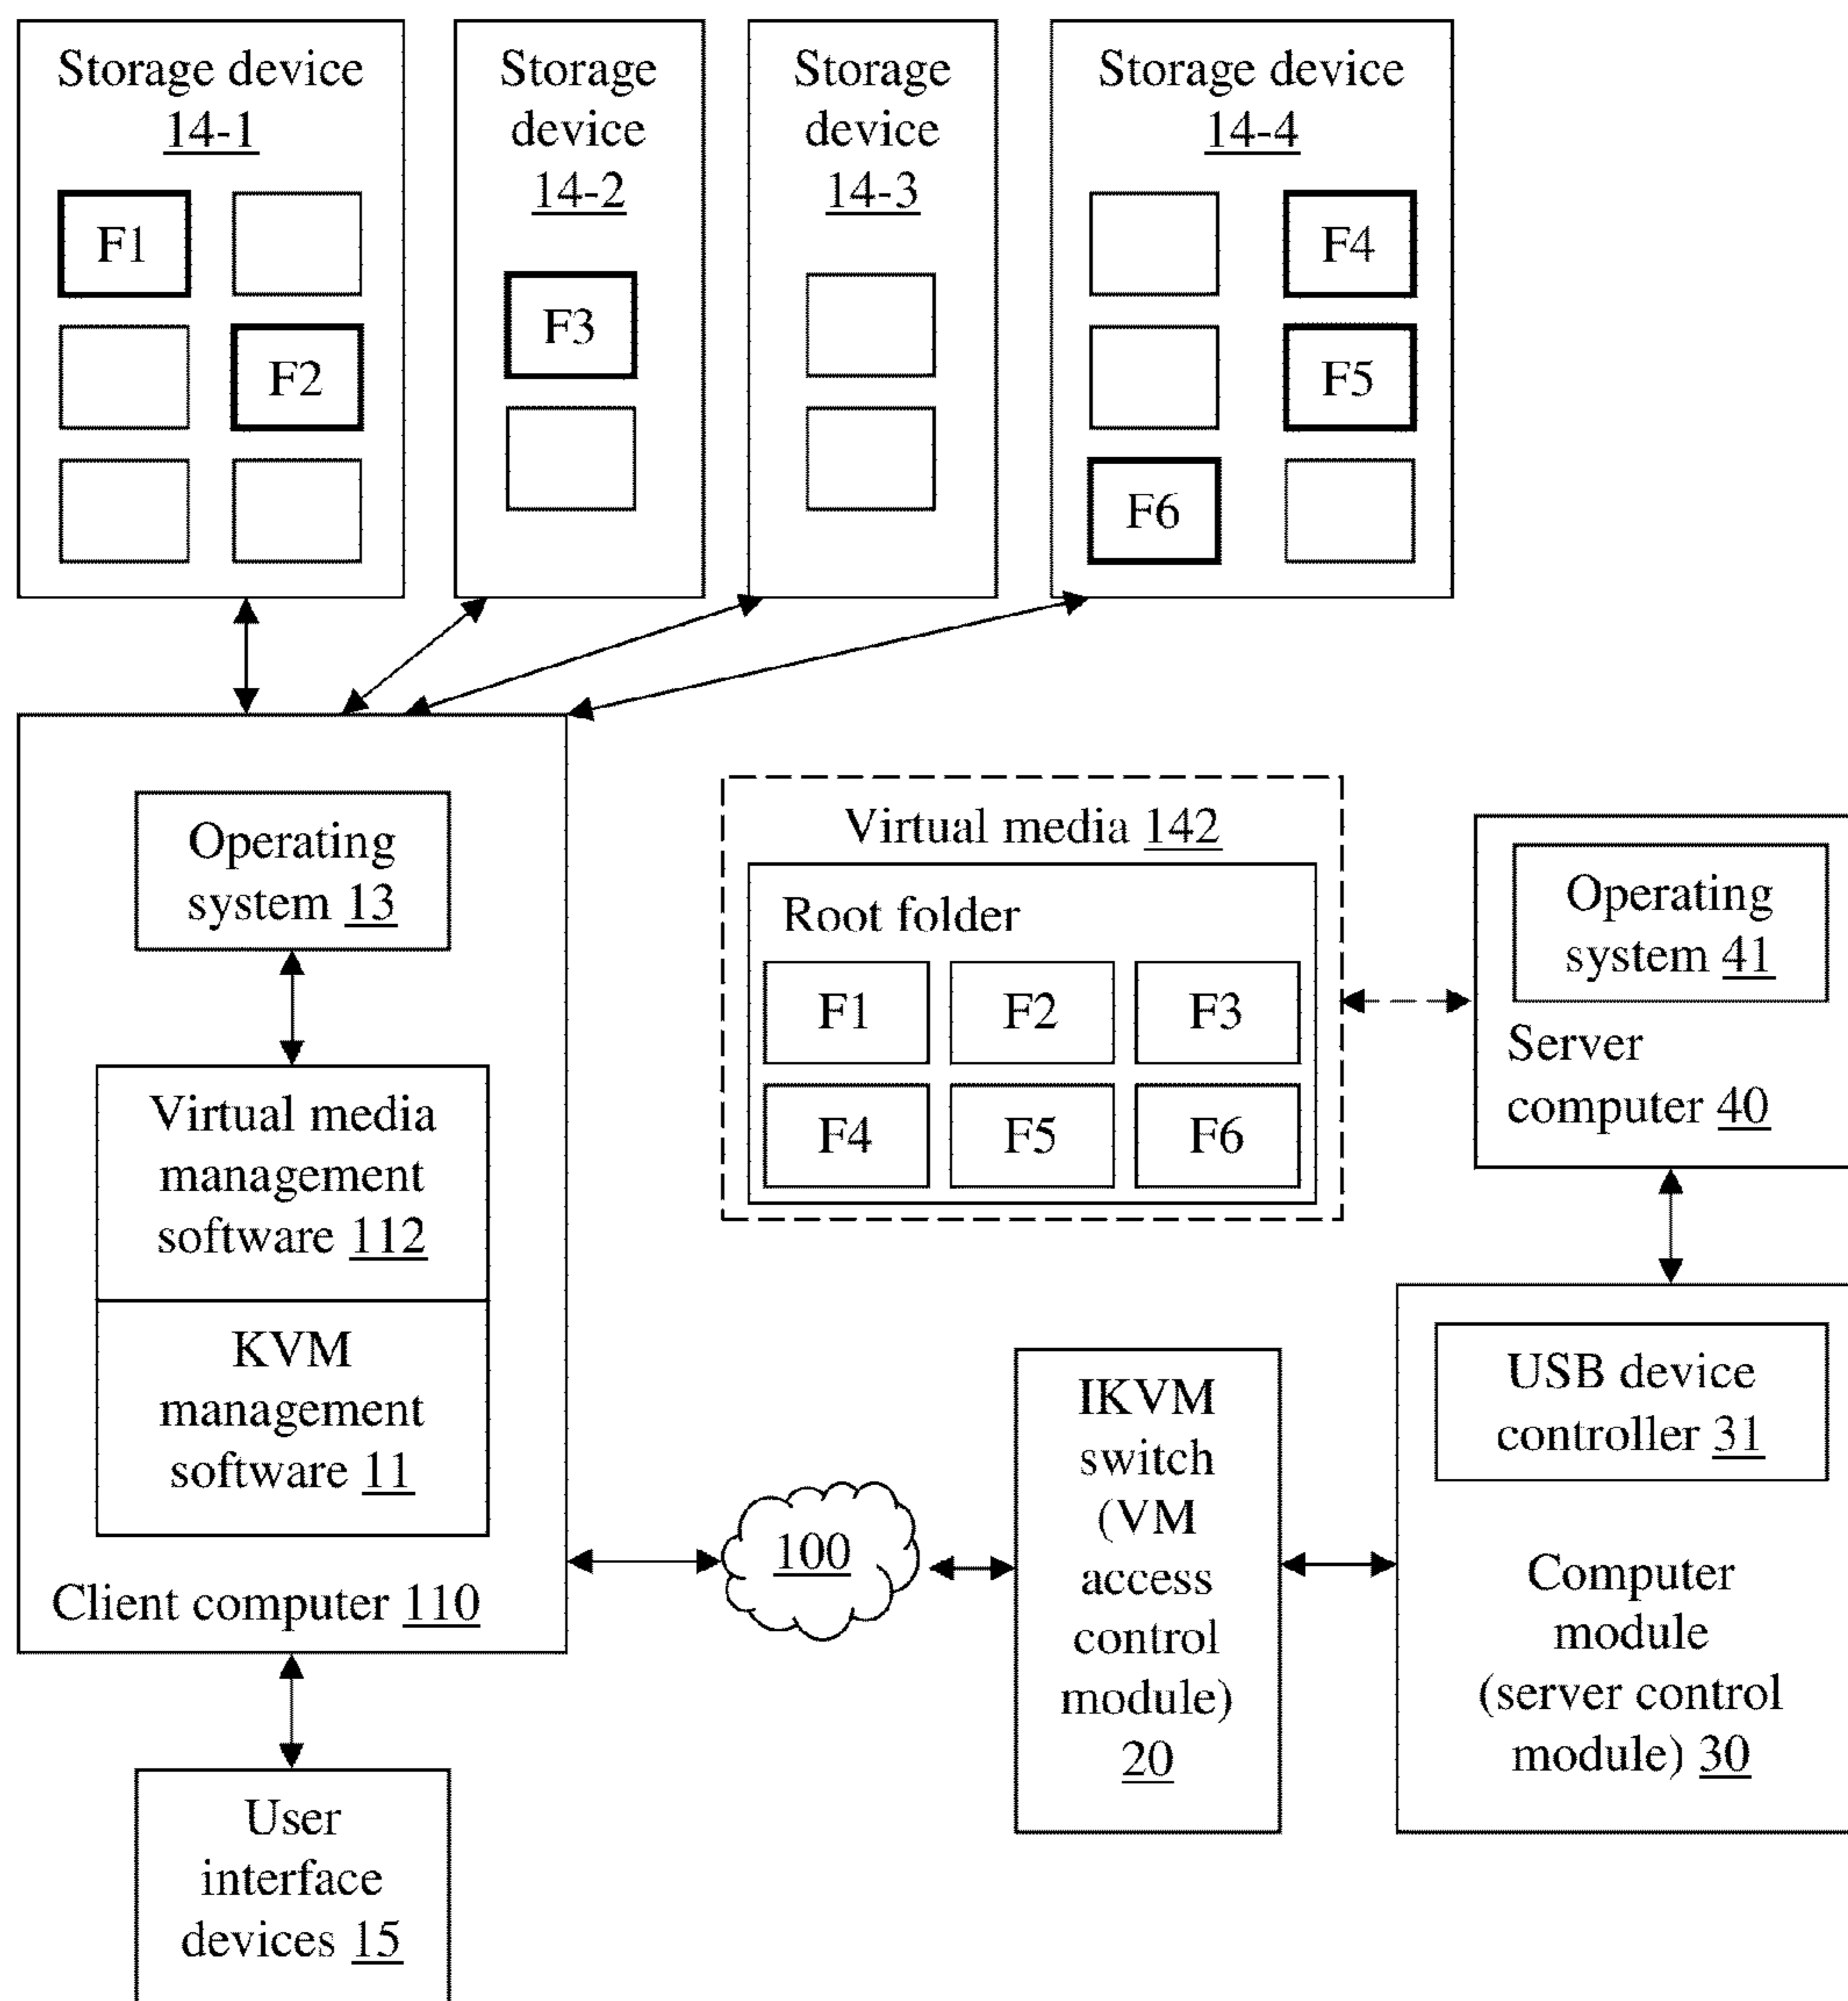 Storage device
14-1
F1
F2
Storage
device
14-2
F3
Storage
device
14-3
Storage device
14-4
F4
F5
F6
Operating
system 13
Virtual media
management
software 112
KVM
management
software 11
Client computer 110
User
interface
devices 15
Virtual media 142
Root folder
F1 F2 F3
F4 F5 F6
Operating
system 41
Server
computer 40
100
IKVM
switch
(VM
access
control
module)
20
USB device
controller 31
Computer
module
(server control
module) 30